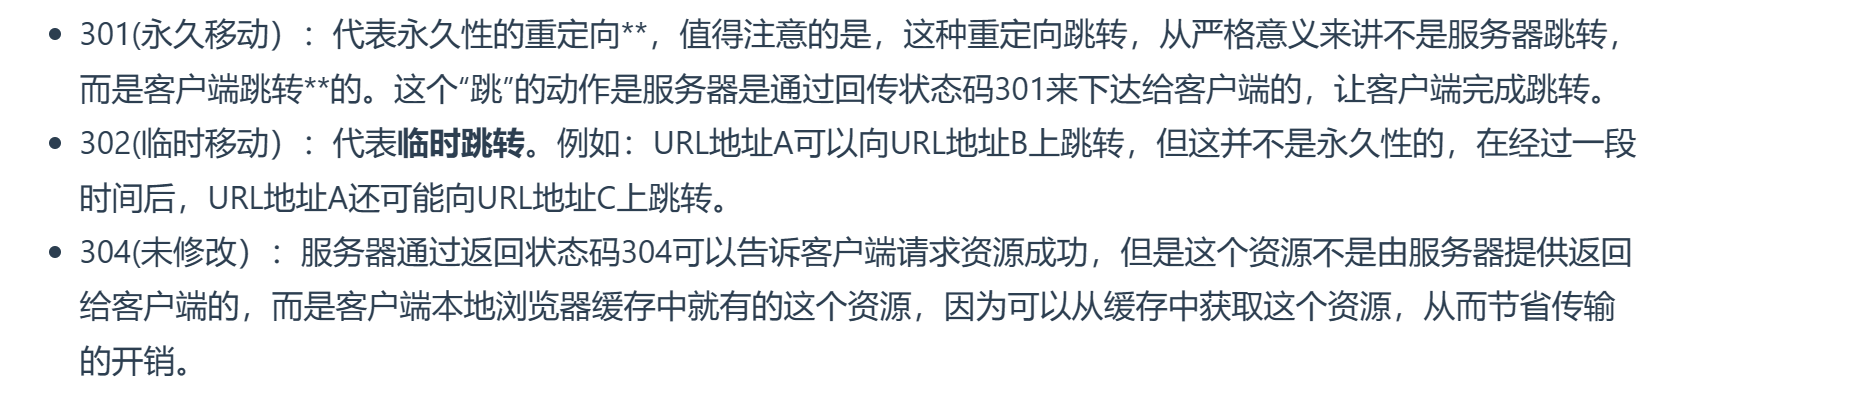 • 301(永久移动）：代表永久性的重定向**，值得注意的是，这种重定向跳转，从严格意义来讲不是服务器跳转，
而是客户端跳转**的。这个“跳”的动作是服务器是通过回传状态码301来下达给客户端的，让客户端完成跳转。
• 302(临时移动）：代表临时跳转。例如：URL地址A可以向URL地址B上跳转，但这并不是永久性的，在经过一段
时间后，URL地址A还可能向URL地址C上跳转。
• 304(未修改）：服务器通过返回状态码304可以告诉客户端请求资源成功，但是这个资源不是由服务器提供返回
给客户端的，而是客户端本地浏览器缓存中就有的这个资源，因为可以从缓存中获取这个资源，从而节省传输
的开销。